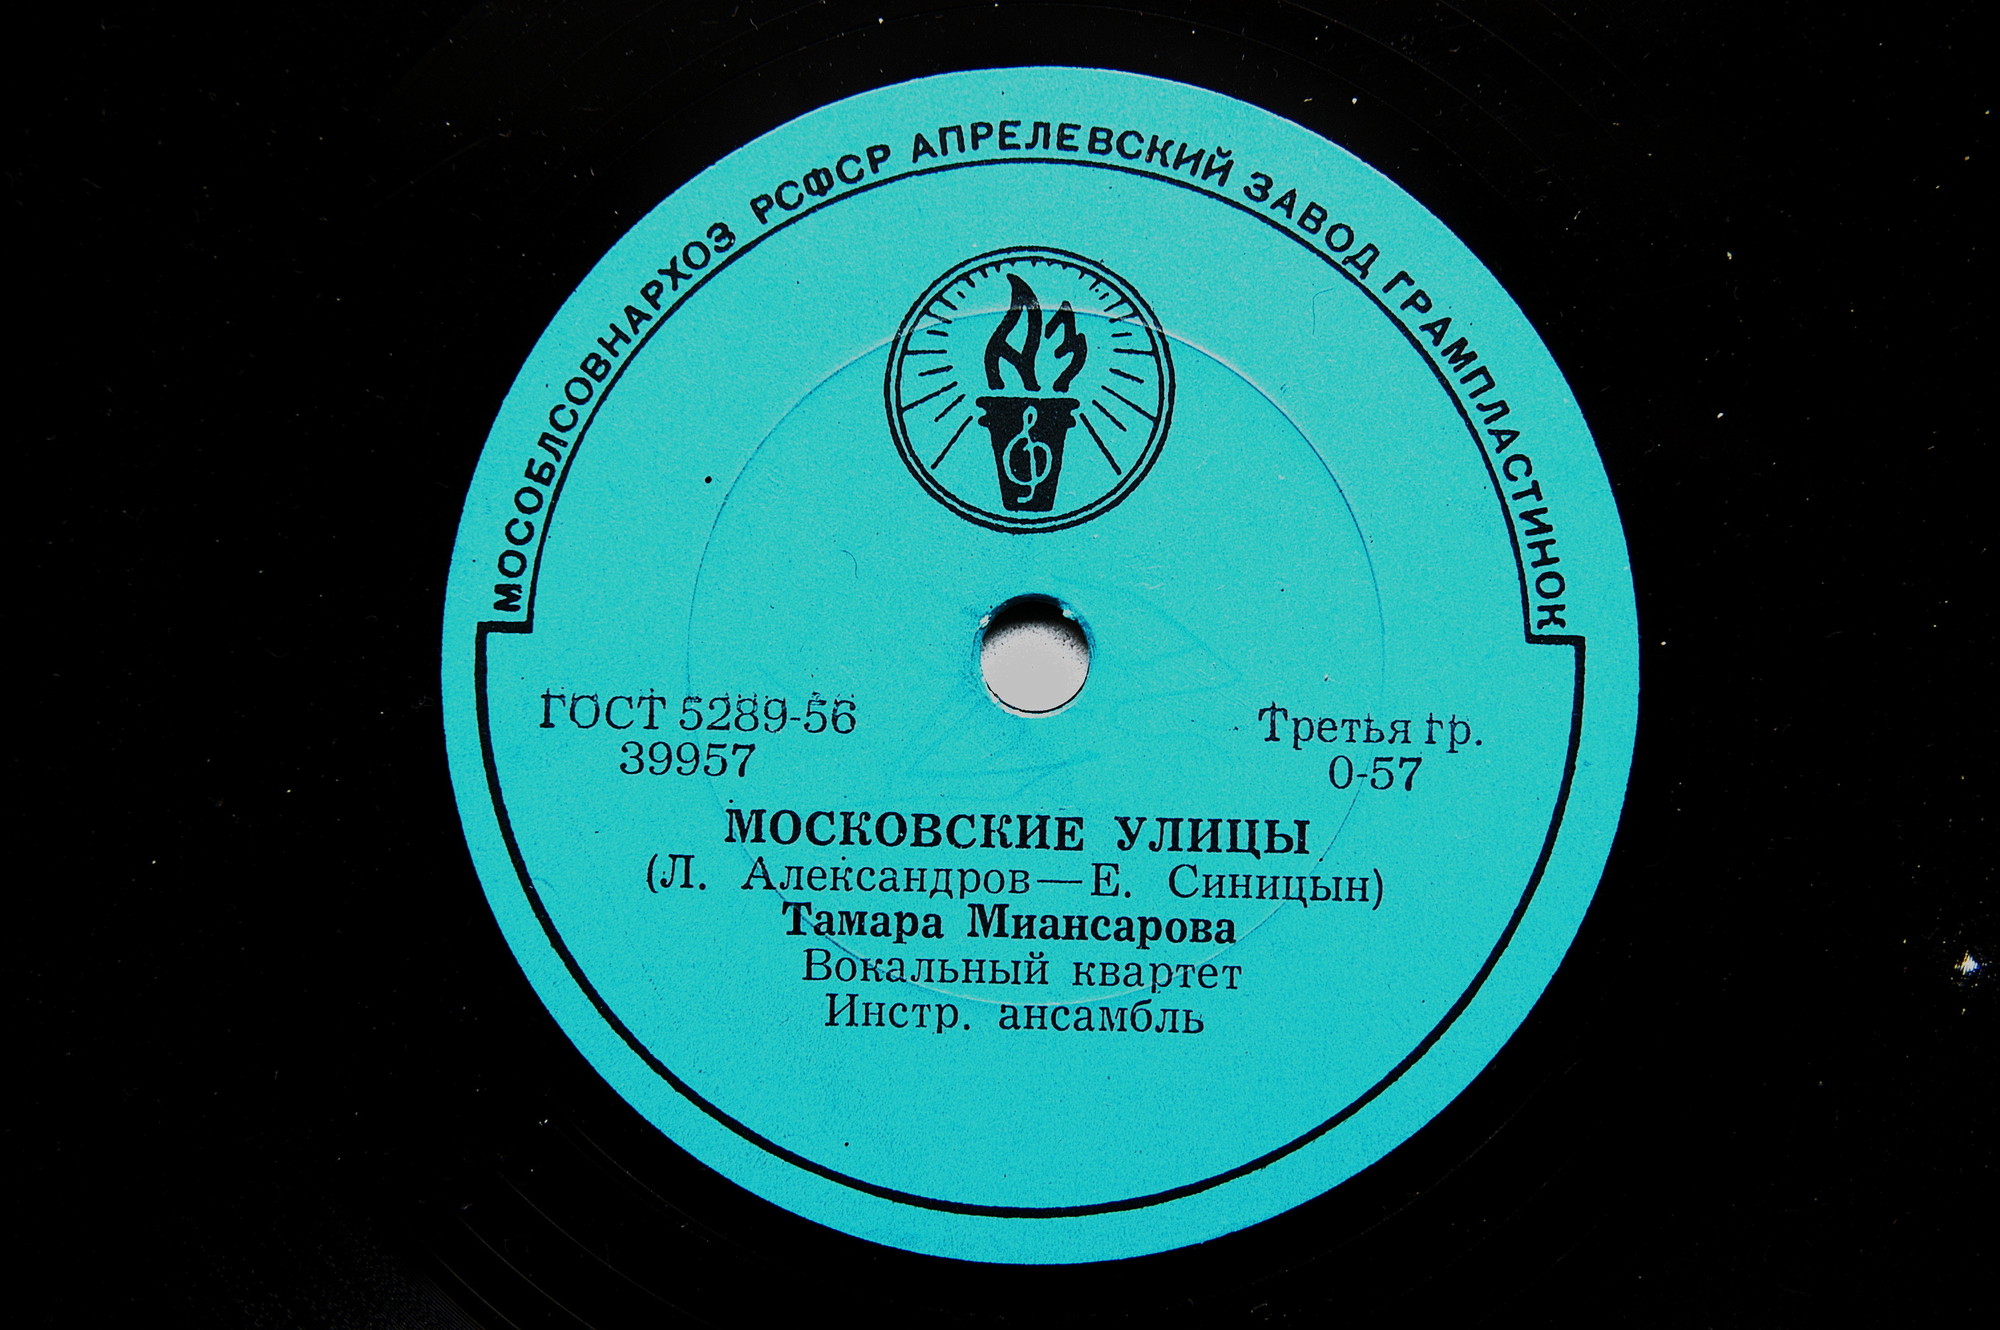 МОСОБЛСОВНАРХОЗ РСФСР АПРЕЛЕВСКИЙ ЗАВОД ГРАМПЛАСТИНОК
АЗ
ГОСТ 5289-56
39957
Третья гр.
0-57
МОСКОВСКИЕ УЛИЦЫ
(Л. Александров—Е. Синицын)
Тамара Миансарова
Вокальный квартет
Инстр. ансамбль